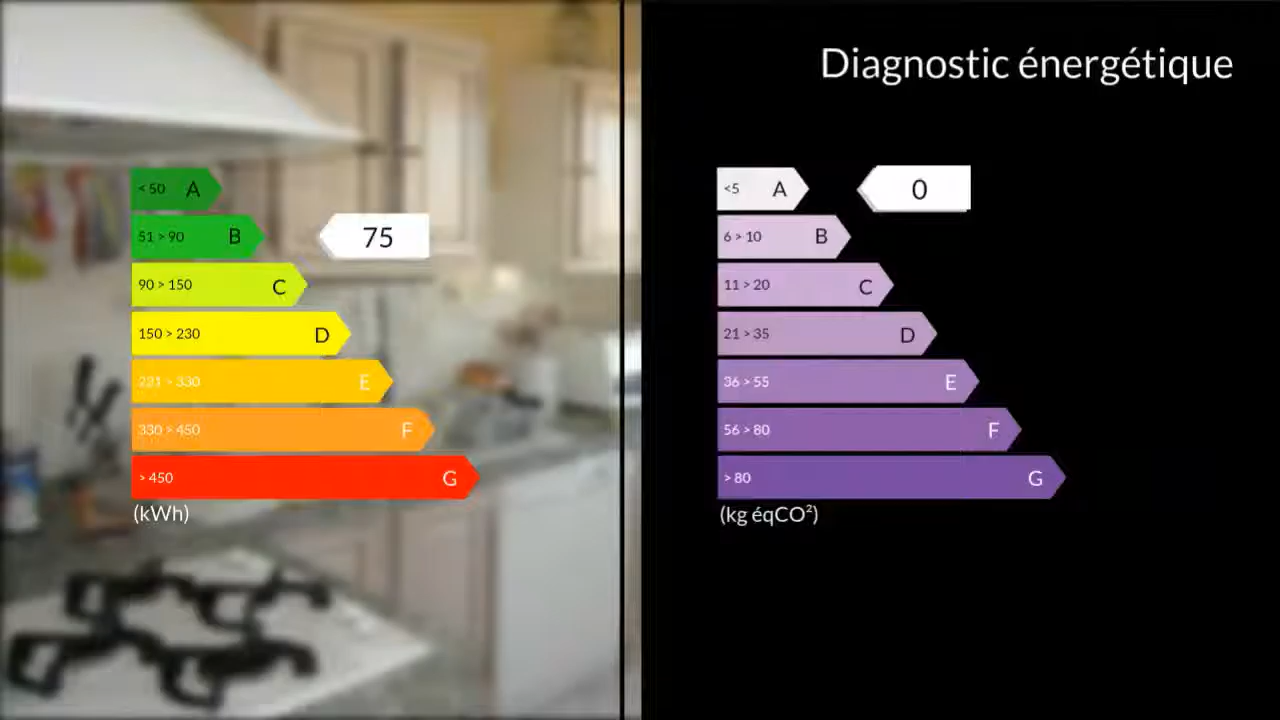 Diagnostic énergétique
<50 A
51 > 90 B
75
90 > 150 C
150 > 230 D
231 > 330 E
330 > 450 F
> 450 G
(kWh)
<5 A
0
6 > 10 B
11 > 20 C
21 > 35 D
36 > 55 E
56 > 80 F
> 80 G
(kg éqCO²)